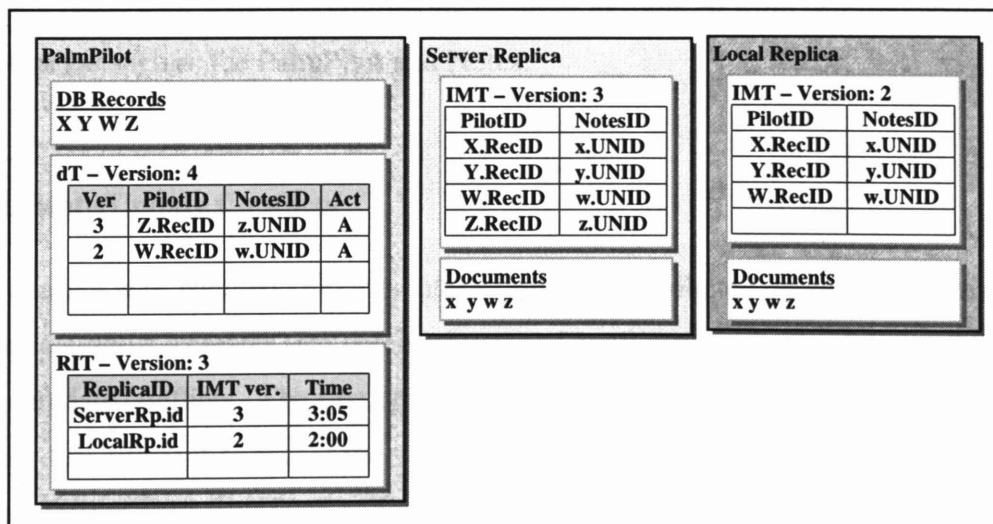 PalmPilot
DB Records
X Y W Z
dT – Version: 4
Ver PilotID NotesID Act
3 Z.RecID z.UNID A
2 W.RecID w.UNID A
RIT – Version: 3
ReplicaID IMT ver. Time
ServerRp.id 3 3:05
LocalRp.id 2 2:00
Server Replica
IMT – Version: 3
PilotID NotesID
X.RecID x.UNID
Y.RecID y.UNID
W.RecID w.UNID
Z.RecID z.UNID
Documents
x y w z
Local Replica
IMT – Version: 2
PilotID NotesID
X.RecID x.UNID
Y.RecID y.UNID
W.RecID w.UNID
Documents
x y w z